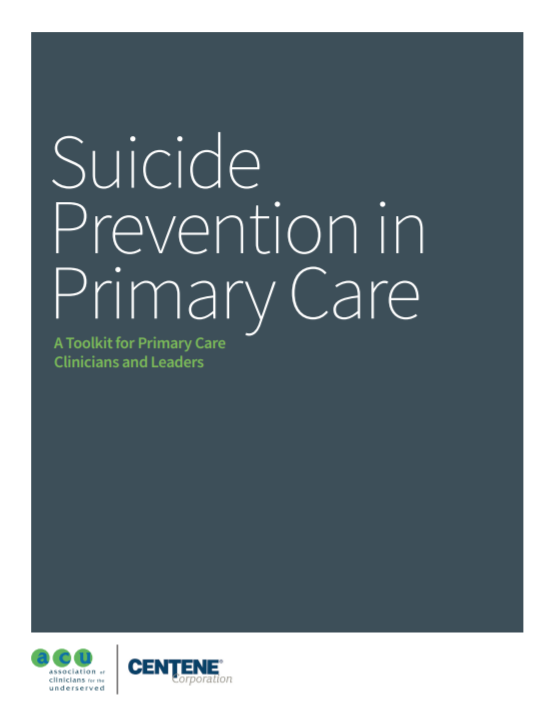 Suicide
Prevention in
Primary Care
A Toolkit for Primary Care
Clinicians and Leaders
acu
association of
clinicians for the
underserved
CENTENE®
Corporation